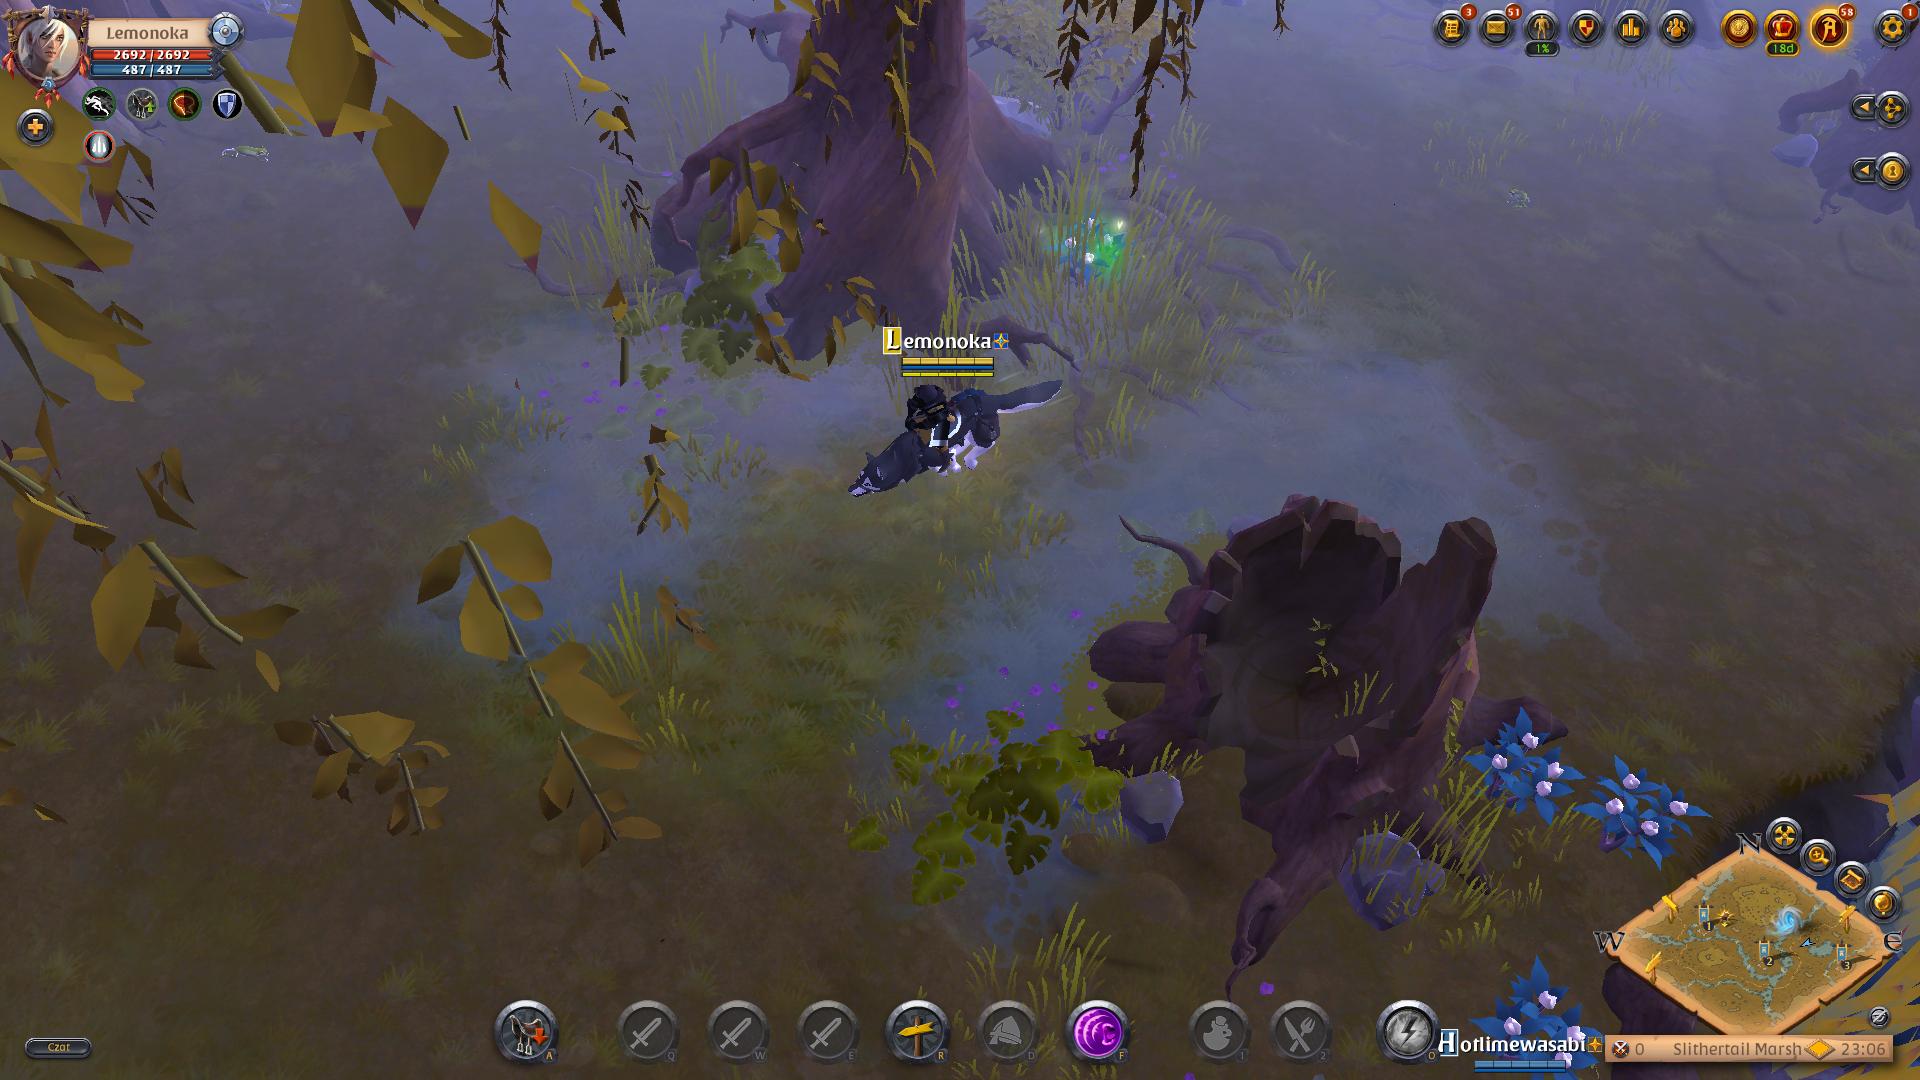 Lemonoka
2692 / 2692
487 / 487
3
51
1%
18d
58
1
Lemonoka
N
W
E
1
2
3
Czat
A
Q
W
E
R
D
F
1
2
O
Hotlimewasabi
0
Slithertail Marsh
23:06